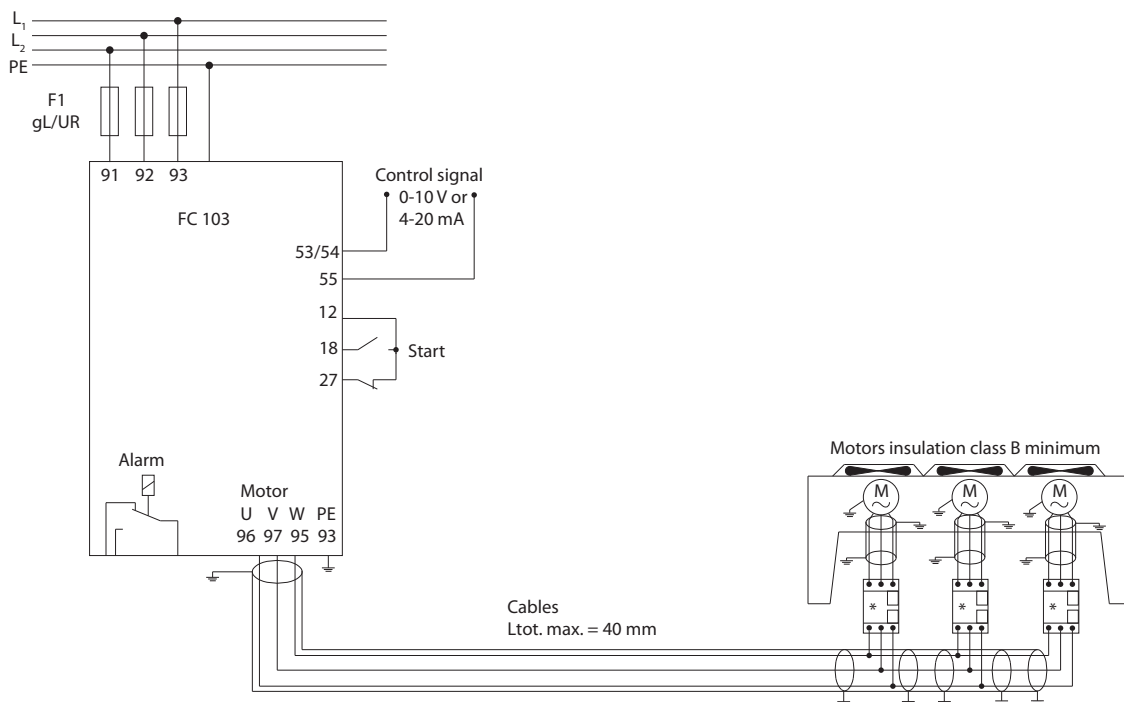 L1
L2
PE
F1
gL/UR
91 92 93
FC 103
Control signal
0-10 V or
4-20 mA
53/54
55
12
18
Start
27
Alarm
Motor
U V W PE
96 97 95 93
Motors insulation class B minimum
M M M
* * *
Cables
Ltot. max. = 40 mm